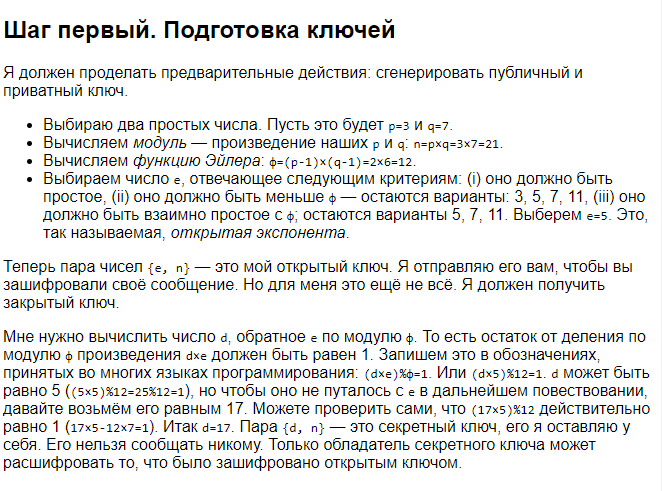 Шаг первый. Подготовка ключей
Я должен проделать предварительные действия: сгенерировать публичный и
приватный ключ.
• Выбираю два простых числа. Пусть это будет p=3 и q=7.
• Вычисляем модуль — произведение наших p и q: n=p×q=3×7=21.
• Вычисляем функцию Эйлера: φ=(p-1)×(q-1)=2×6=12.
• Выбираем число e, отвечающее следующим критериям: (i) оно должно быть
простое, (ii) оно должно быть меньше φ — остаются варианты: 3, 5, 7, 11, (iii) оно
должно быть взаимно простое с φ; остаются варианты 5, 7, 11. Выберем e=5. Это,
так называемая, открытая экспонента.
Теперь пара чисел {e, n} — это мой открытый ключ. Я отправляю его вам, чтобы вы
зашифровали своё сообщение. Но для меня это ещё не всё. Я должен получить
закрытый ключ.
Мне нужно вычислить число d, обратное e по модулю φ. То есть остаток от деления по
модулю φ произведения d×e должен быть равен 1. Запишем это в обозначениях,
принятых во многих языках программирования: (d×e)%φ=1. Или (d×5)%12=1. d может быть
равно 5 ((5×5)%12=25%12=1), но чтобы оно не путалось с e в дальнейшем повествовании,
давайте возьмём его равным 17. Можете проверить сами, что (17×5)%12 действительно
равно 1 (17×5-12×7=1). Итак d=17. Пара {d, n} — это секретный ключ, его я оставляю у
себя. Его нельзя сообщать никому. Только обладатель секретного ключа может
расшифровать то, что было зашифровано открытым ключом.